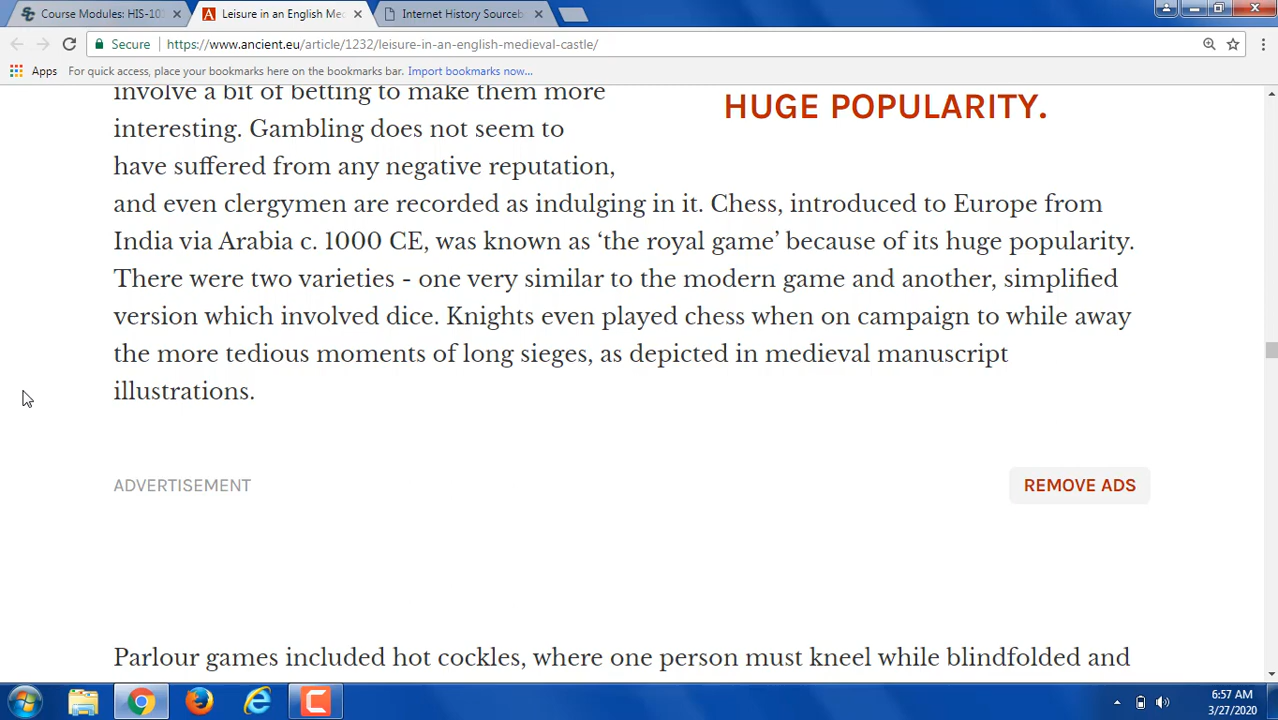 Course Modules: HIS-10
Leisure in an English Me
Internet History Sourceb
Secure https://www.ancient.eu/article/1232/leisure-in-an-english-medieval-castle/
Apps For quick access, place your bookmarks here on the bookmarks bar. Import bookmarks now...
involve a bit of betting to make them more
interesting. Gambling does not seem to
have suffered from any negative reputation,
HUGE POPULARITY.
and even clergymen are recorded as indulging in it. Chess, introduced to Europe from
India via Arabia c. 1000 CE, was known as ‘the royal game’ because of its huge popularity.
There were two varieties - one very similar to the modern game and another, simplified
version which involved dice. Knights even played chess when on campaign to while away
the more tedious moments of long sieges, as depicted in medieval manuscript
illustrations.
ADVERTISEMENT
REMOVE ADS
Parlour games included hot cockles, where one person must kneel while blindfolded and
6:57 AM
3/27/2020